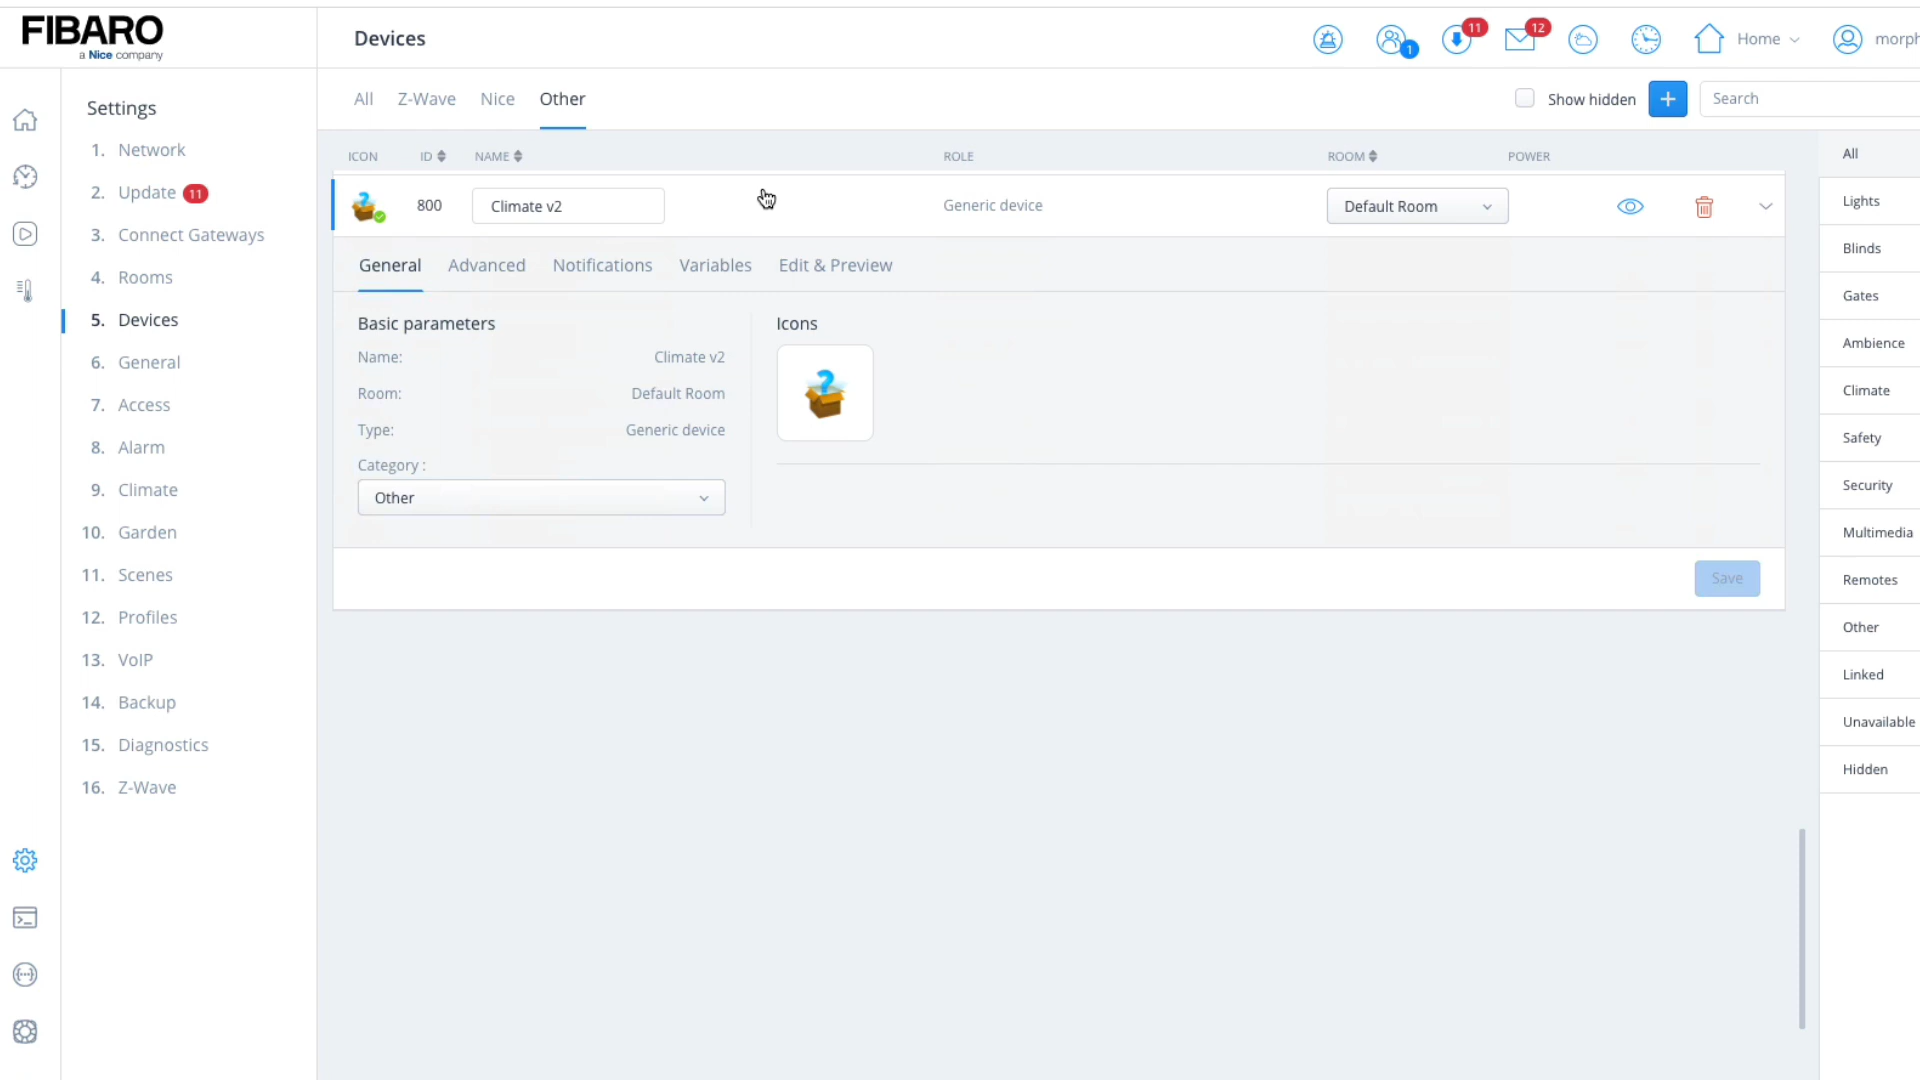 FIBARO
a Nice company
Devices
1
11
12
Home
morph
Settings
1. Network
2. Update 11
3. Connect Gateways
4. Rooms
5. Devices
6. General
7. Access
8. Alarm
9. Climate
10. Garden
11. Scenes
12. Profiles
13. VoIP
14. Backup
15. Diagnostics
16. Z-Wave
All Z-Wave Nice Other
Show hidden + Search
ICON ID NAME ROLE ROOM POWER
800 Climate v2 Generic device Default Room
General Advanced Notifications Variables Edit & Preview
Basic parameters
Name: Climate v2
Room: Default Room
Type: Generic device
Category :
Other
Icons
Save
All
Lights
Blinds
Gates
Ambience
Climate
Safety
Security
Multimedia
Remotes
Other
Linked
Unavailable
Hidden